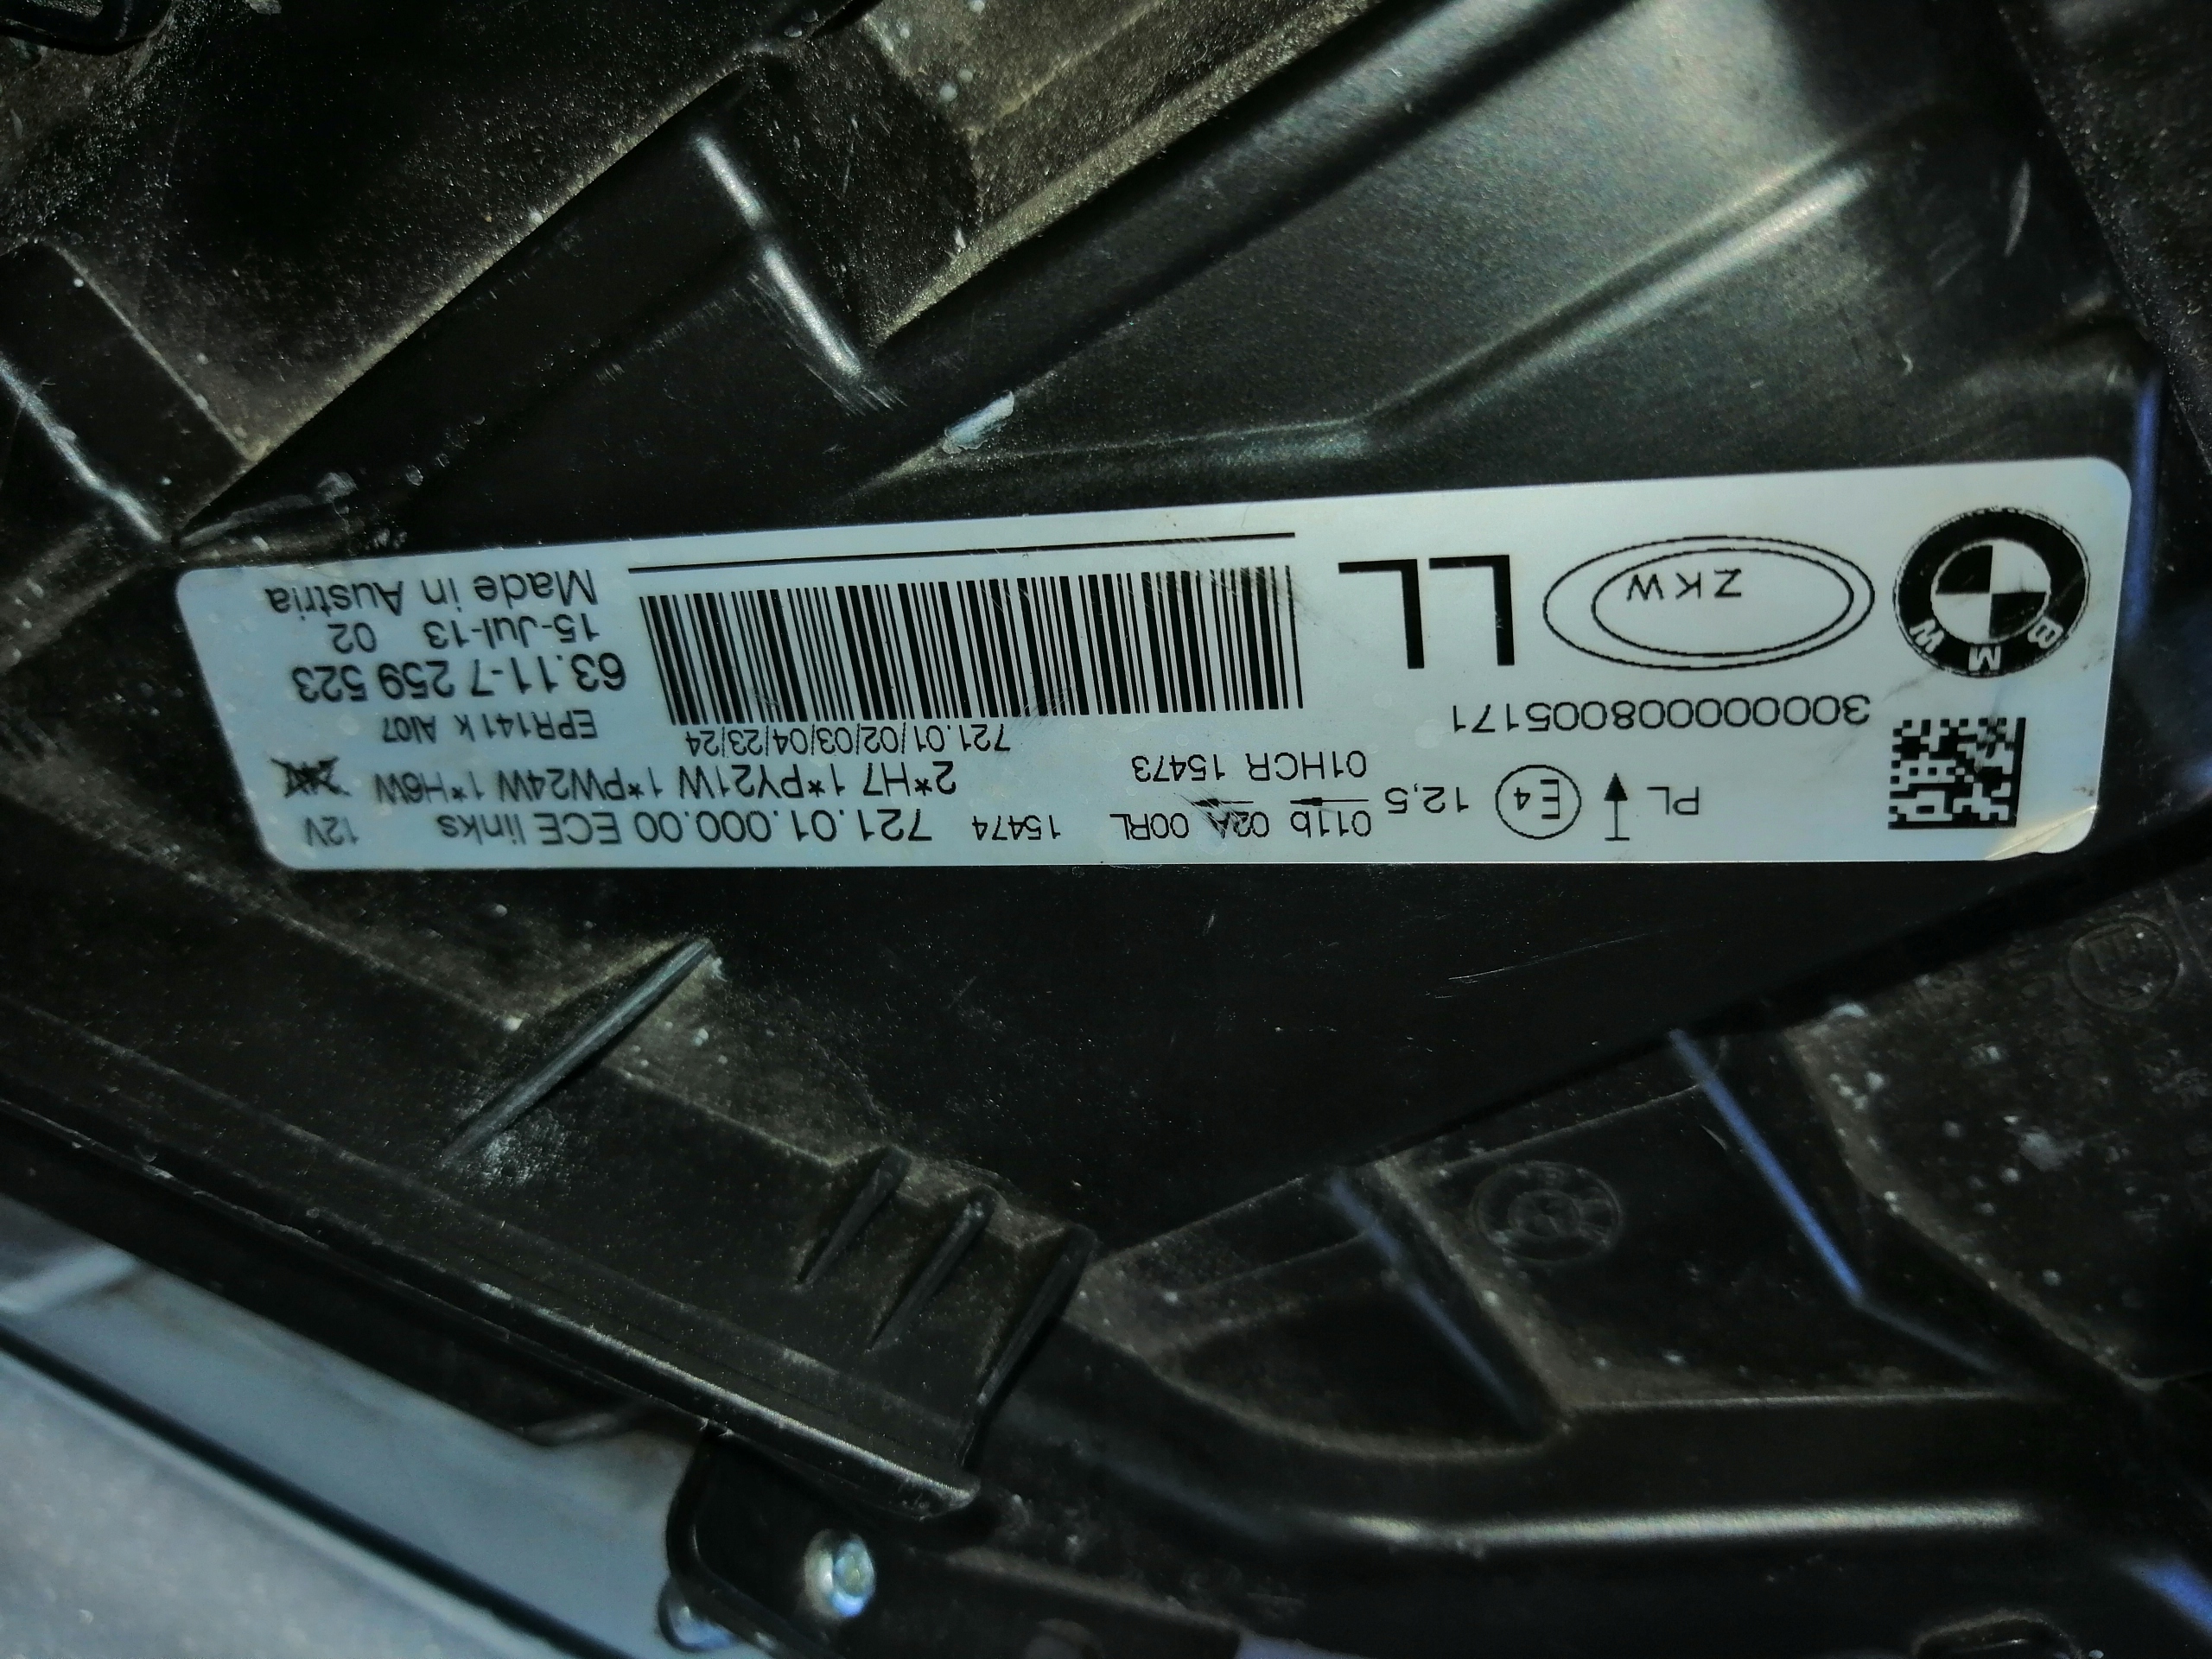 721.01.000.00 ECE links 12V
2*H7 1*PY21W 1*PW24W 1*H6W
721.01/02/03/04/23/24
EPR141 k AI07
63.11-7 259 523
15-Jul-13 02
Made in Austria
PL E4 12,5 011b 02A 00RL 15474
01HCR 15473
3000000008005171
BMW
ZKW
LL